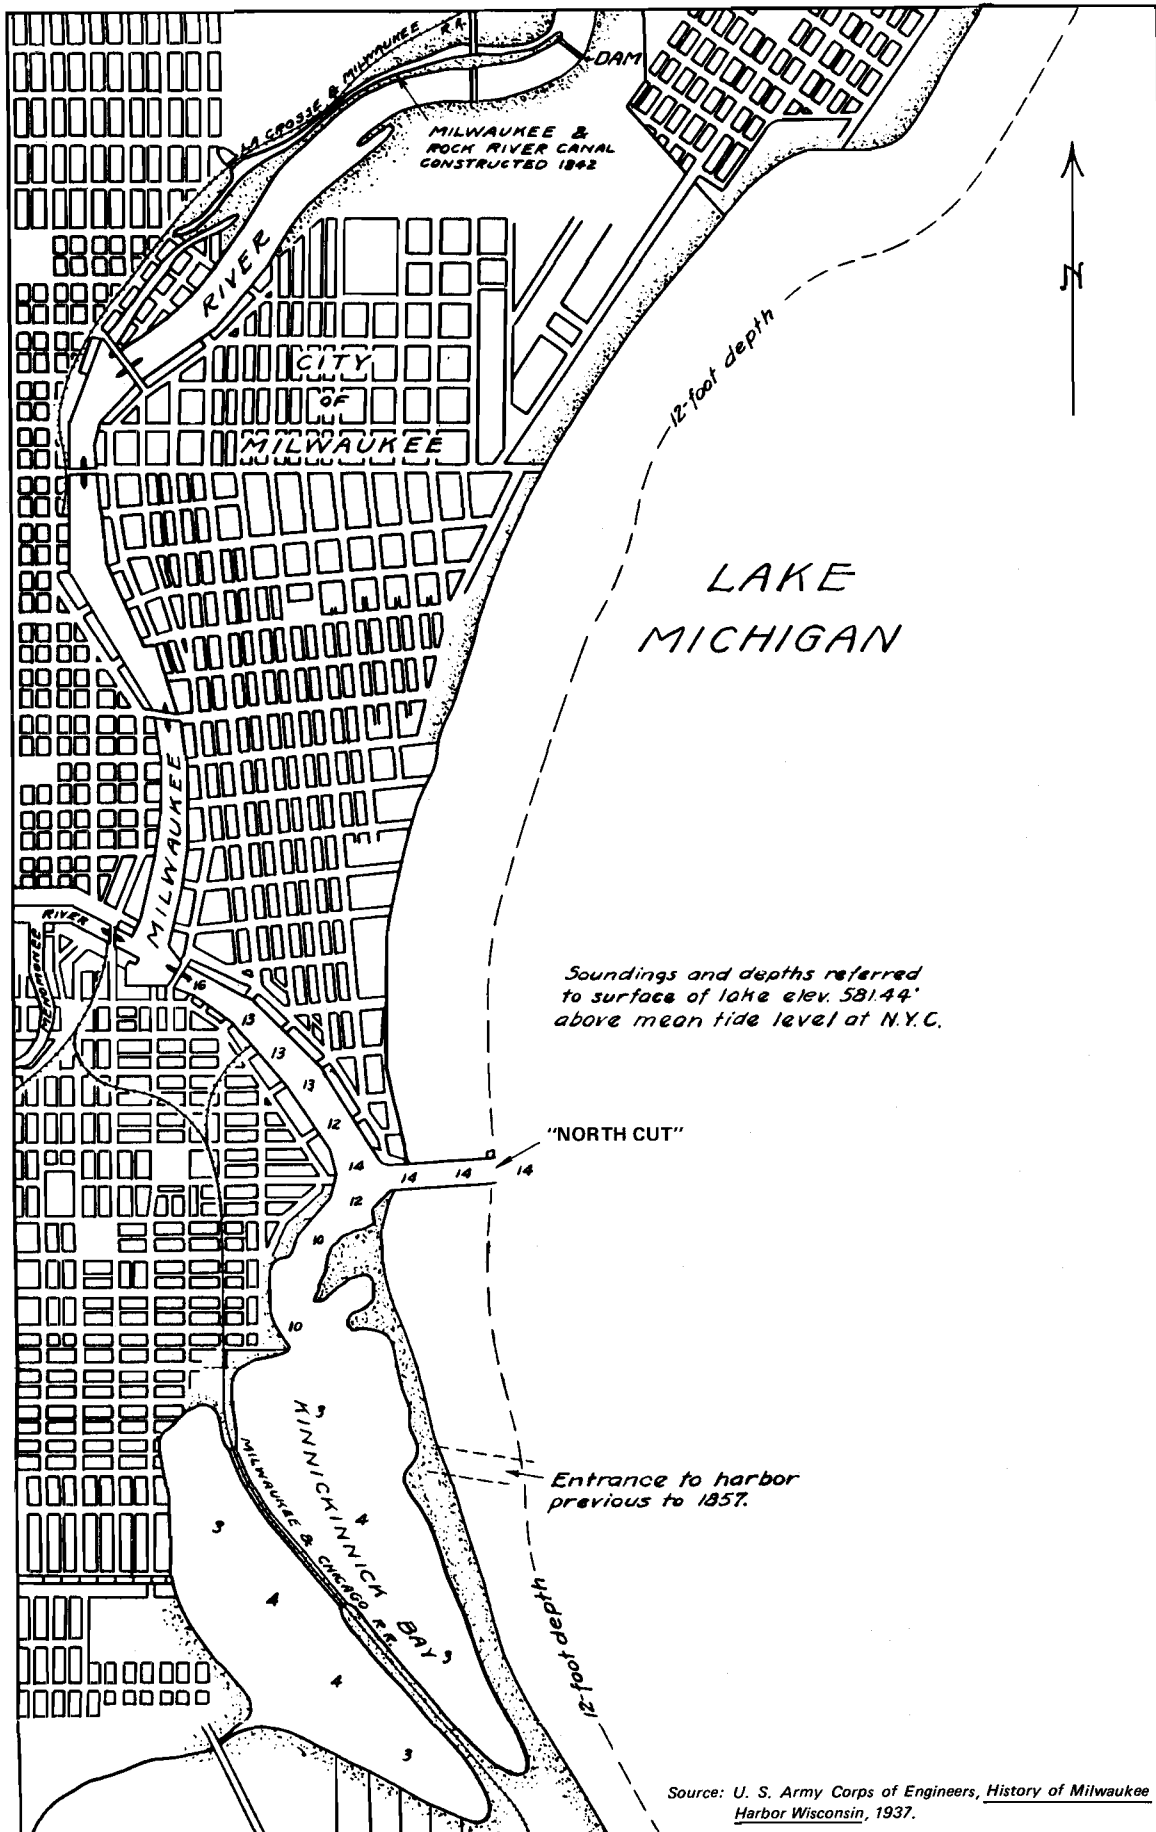 LA CROSSE & MILWAUKEE R.R.
DAM
MILWAUKEE &
ROCK RIVER CANAL
CONSTRUCTED 1842
N
RIVER
CITY
OF
MILWAUKEE
12-foot depth
LAKE
MICHIGAN
MILWAUKEE
RIVER
MENOMONEE
Soundings and depths referred
to surface of lake elev. 581.44'
above mean tide level at N.Y.C.
16
13
13
13
12
"NORTH CUT"
14
14
14
14
12
10
10
3
KINNICKINNICK BAY
MILWAUKEE & CHICAGO R.R.
Entrance to harbor
previous to 1857.
3
4
4
3
4
3
12-foot depth
Source: U. S. Army Corps of Engineers, History of Milwaukee
Harbor Wisconsin, 1937.